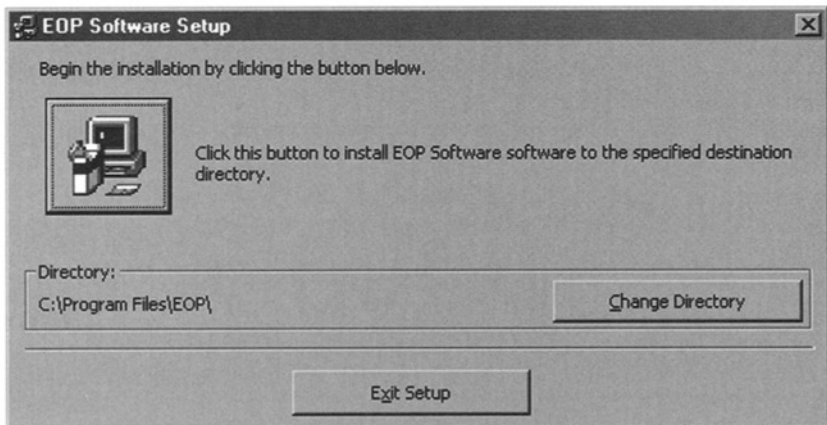 EOP Software Setup
Begin the installation by clicking the button below.
Click this button to install EOP Software software to the specified destination
directory.
Directory:
C:\Program Files\EOP\
Change Directory
Exit Setup